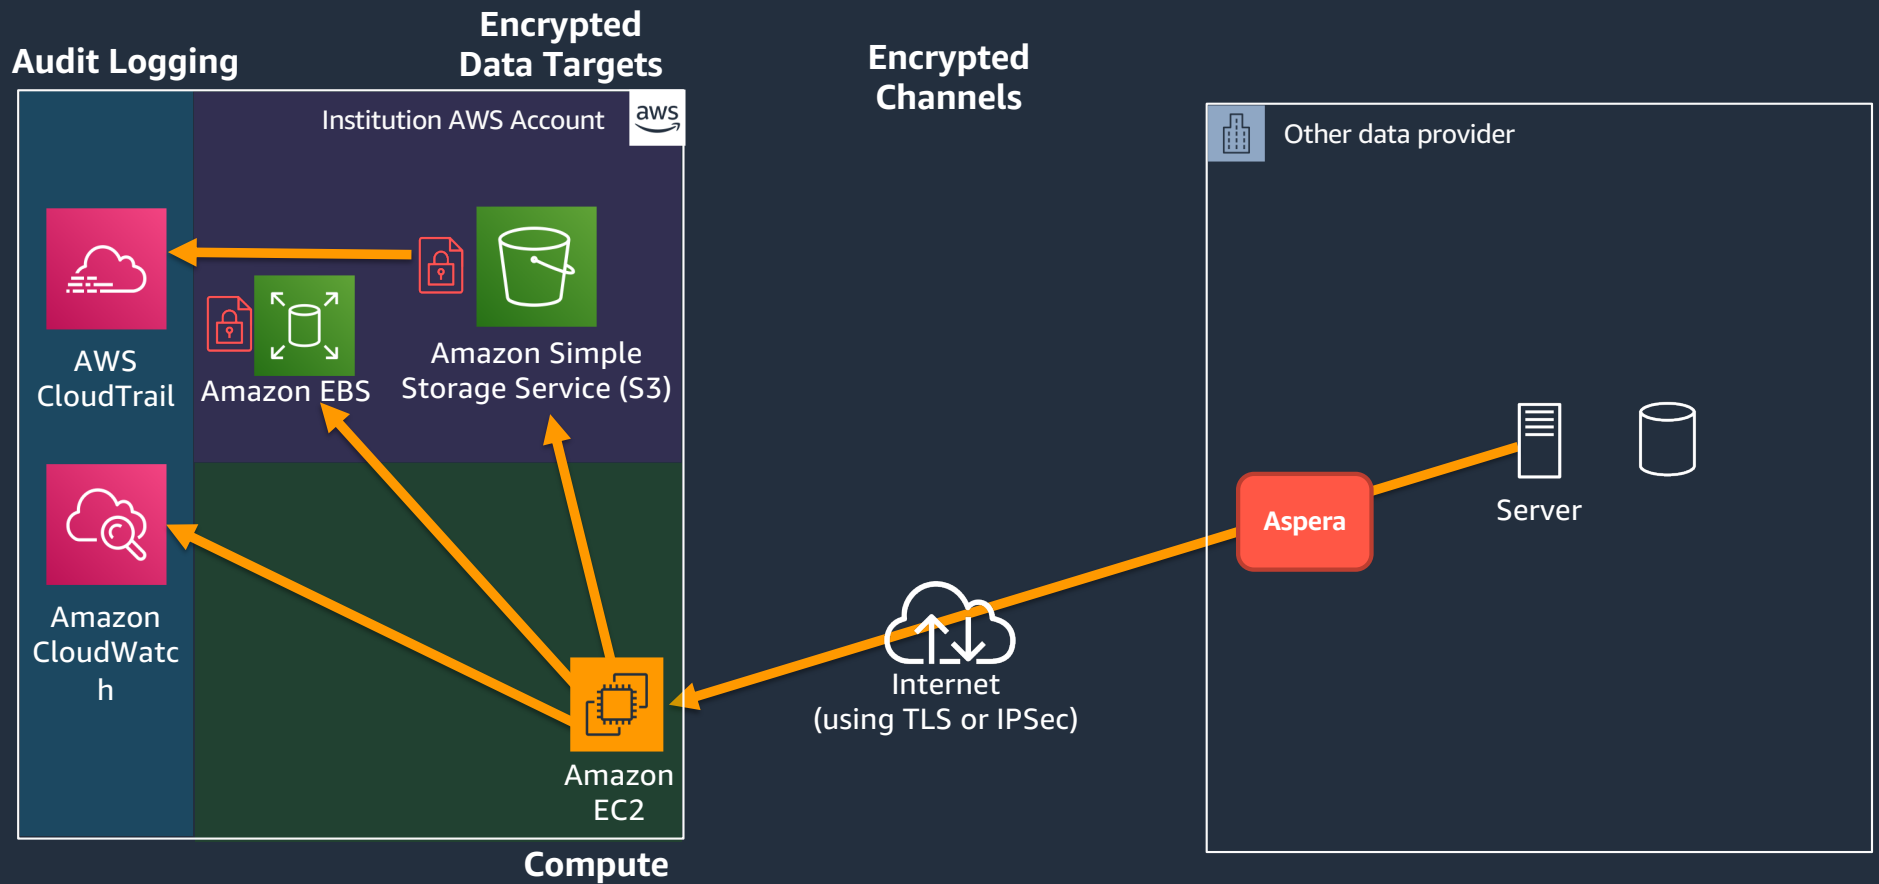 Audit Logging
Encrypted
Data Targets
Encrypted
Channels
Institution AWS Account
aws
Other data provider
AWS
CloudTrail
Amazon EBS
Amazon Simple
Storage Service (S3)
Amazon
CloudWatc
h
Amazon
EC2
Compute
Internet
(using TLS or IPSec)
Aspera
Server